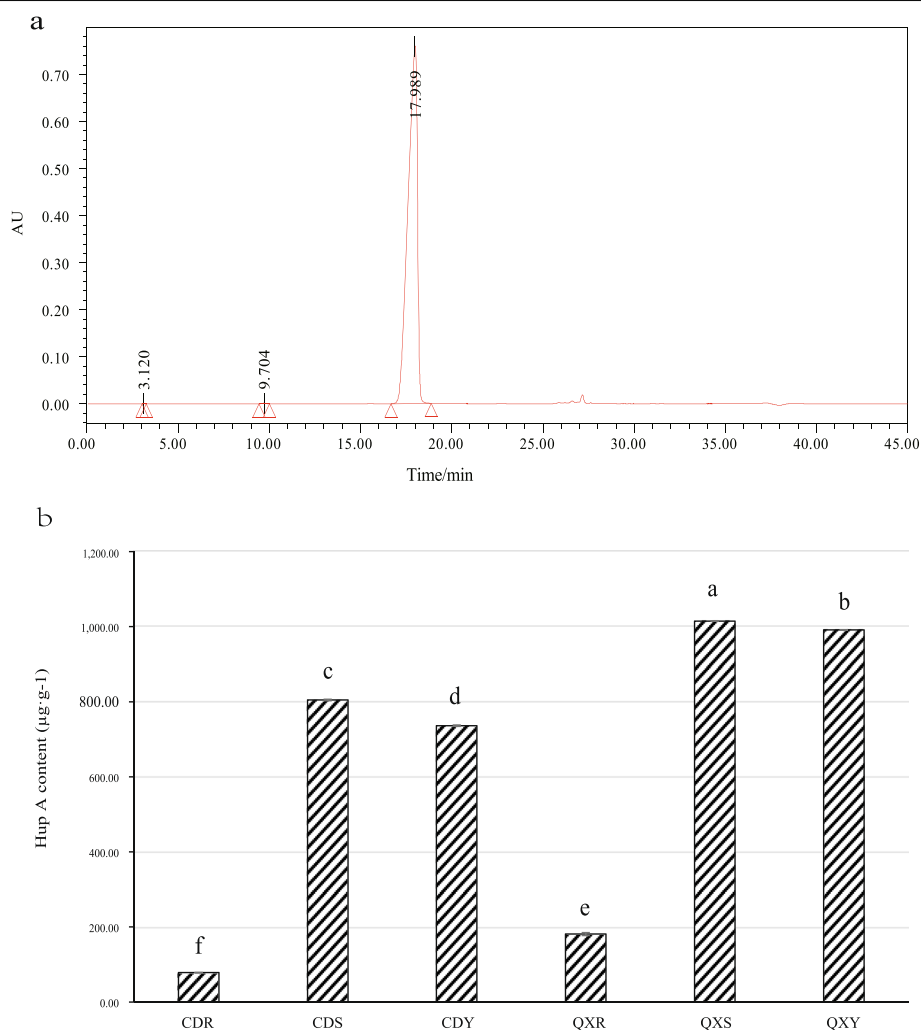 a
0.70
0.60
0.50
0.40
0.30
0.20
0.10
0.00
AU
3.120
9.704
17.989
0.00 5.00 10.00 15.00 20.00 25.00 30.00 35.00 40.00 45.00
Time/min
b
1,200.00
1,000.00
800.00
600.00
400.00
200.00
0.00
Hup A content (μg·g-1)
f c d e a b
CDR CDS CDY QXR QXS QXY